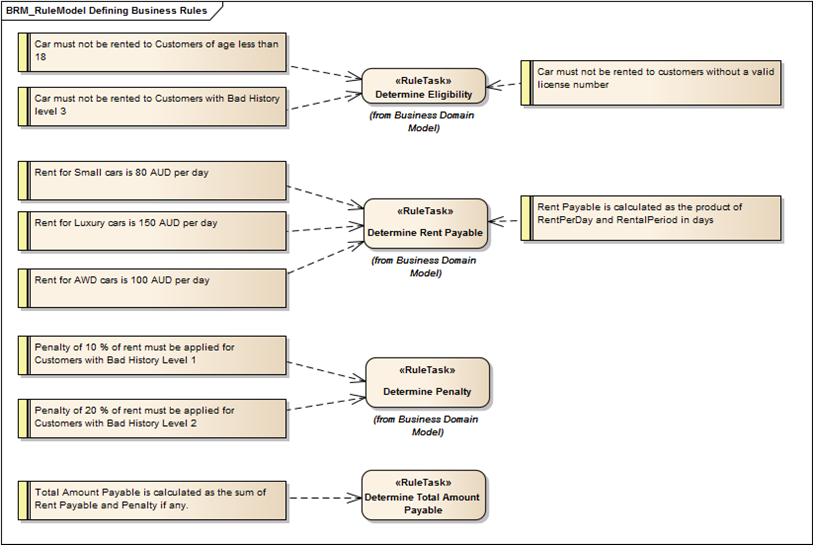 BRM_RuleModel Defining Business Rules
Car must not be rented to Customers of age less than
18
Car must not be rented to Customers with Bad History
level 3
«RuleTask»
Determine Eligibility
(from Business Domain
Model)
Car must not be rented to customers without a valid
license number
Rent for Small cars is 80 AUD per day
Rent for Luxury cars is 150 AUD per day
Rent for AWD cars is 100 AUD per day
«RuleTask»
Determine Rent Payable
(from Business Domain
Model)
Rent Payable is calculated as the product of
RentPerDay and RentalPeriod in days
Penalty of 10 % of rent must be applied for
Customers with Bad History Level 1
Penalty of 20 % of rent must be applied for
Customers with Bad History Level 2
«RuleTask»
Determine Penalty
(from Business Domain
Model)
Total Amount Payable is calculated as the sum of
Rent Payable and Penalty if any.
«RuleTask»
Determine Total Amount
Payable